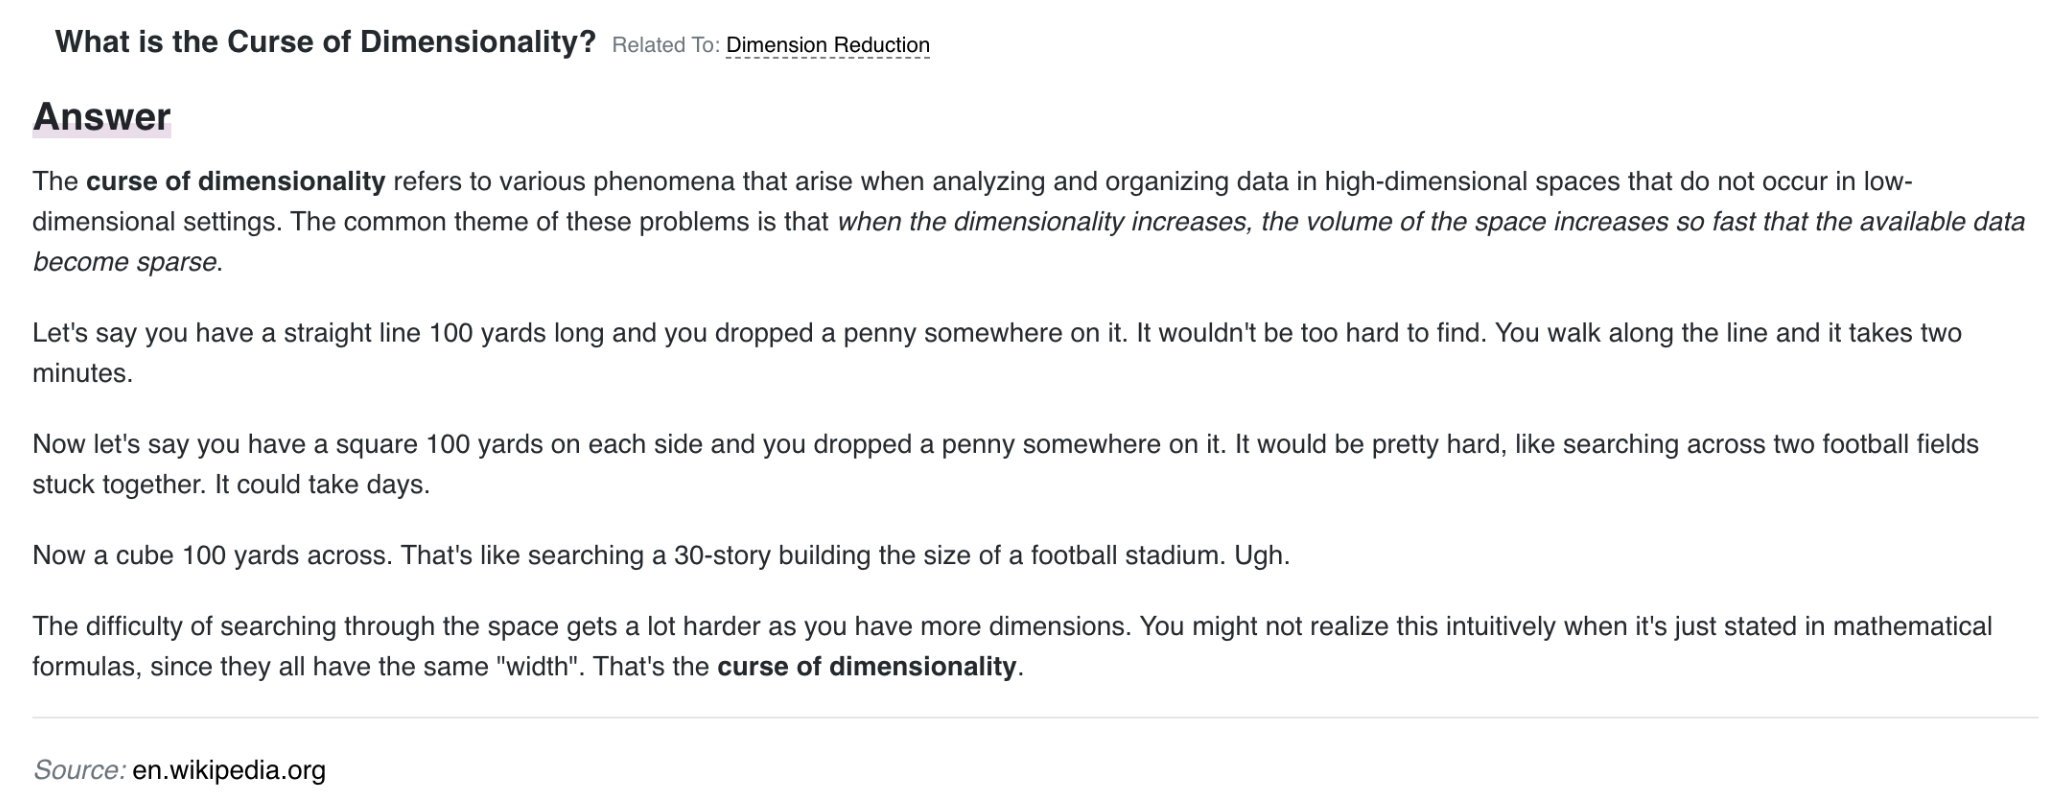 What is the Curse of Dimensionality? Related To: Dimension Reduction
Answer
The curse of dimensionality refers to various phenomena that arise when analyzing and organizing data in high-dimensional spaces that do not occur in low-
dimensional settings. The common theme of these problems is that when the dimensionality increases, the volume of the space increases so fast that the available data
become sparse.
Let's say you have a straight line 100 yards long and you dropped a penny somewhere on it. It wouldn't be too hard to find. You walk along the line and it takes two
minutes.
Now let's say you have a square 100 yards on each side and you dropped a penny somewhere on it. It would be pretty hard, like searching across two football fields
stuck together. It could take days.
Now a cube 100 yards across. That's like searching a 30-story building the size of a football stadium. Ugh.
The difficulty of searching through the space gets a lot harder as you have more dimensions. You might not realize this intuitively when it's just stated in mathematical
formulas, since they all have the same "width". That's the curse of dimensionality.
Source: en.wikipedia.org